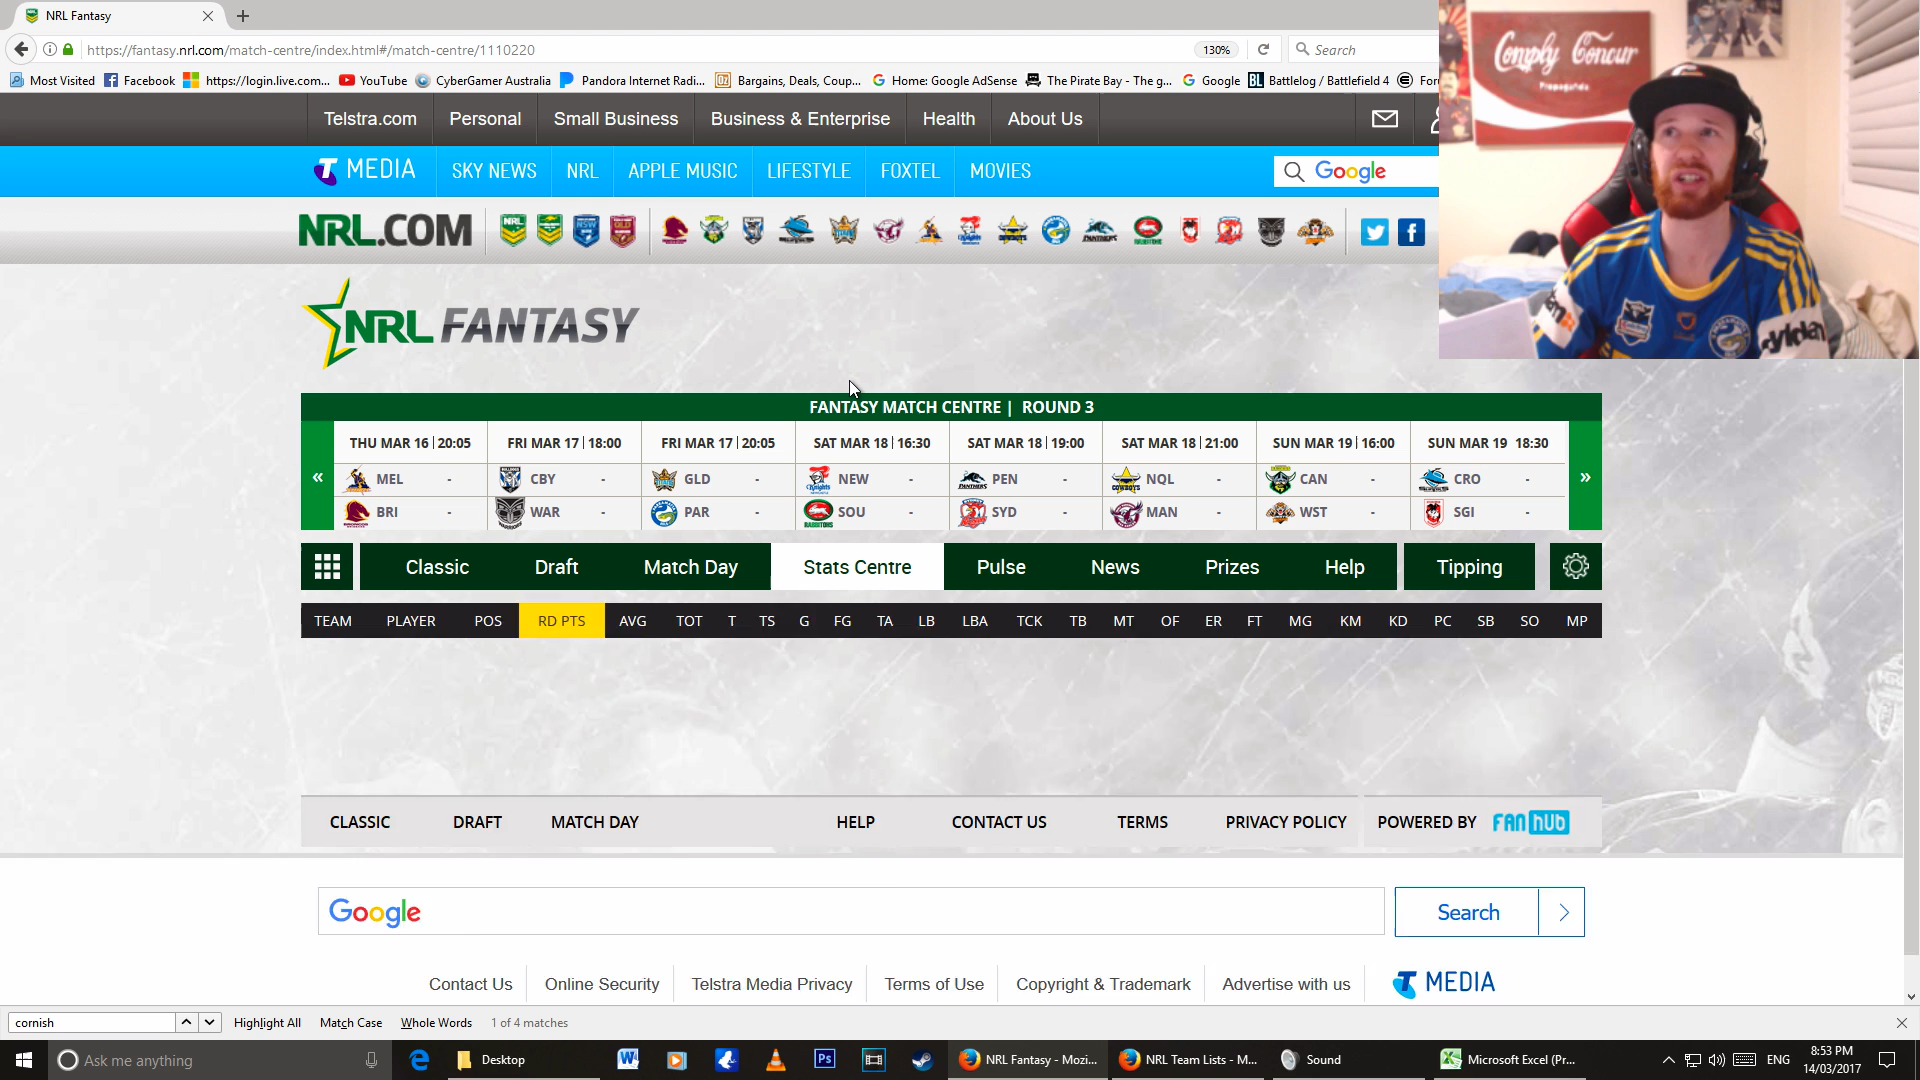 NRL Fantasy
https://fantasy.nrl.com/match-centre/index.html#/match-centre/1110220
130%
Search
Most Visited Facebook https://login.live.com... YouTube CyberGamer Australia Pandora Internet Radi... Bargains, Deals, Coup... Home: Google AdSense The Pirate Bay - The g... Google Battlelog / Battlefield 4
Comply Concur
Propaganda
Telstra.com Personal Small Business Business & Enterprise Health About Us
T MEDIA SKY NEWS NRL APPLE MUSIC LIFESTYLE FOXTEL MOVIES Google
NRL.COM
NRL FANTASY
FANTASY MATCH CENTRE | ROUND 3
THU MAR 16 | 20:05 FRI MAR 17 | 18:00 FRI MAR 17 | 20:05 SAT MAR 18 | 16:30 SAT MAR 18 | 19:00 SAT MAR 18 | 21:00 SUN MAR 19 | 16:00 SUN MAR 19 18:30
« MEL - CBY - GLD - NEW - PEN - NQL - CAN - CRO - »
BRI - WAR - PAR - SOU - SYD - MAN - WST - SGI -
Classic Draft Match Day Stats Centre Pulse News Prizes Help Tipping
TEAM PLAYER POS RD PTS AVG TOT T TS G FG TA LB LBA TCK TB MT OF ER FT MG KM KD PC SB SO MP
CLASSIC DRAFT MATCH DAY HELP CONTACT US TERMS PRIVACY POLICY POWERED BY FANHUB
Google Search
Contact Us Online Security Telstra Media Privacy Terms of Use Copyright & Trademark Advertise with us T MEDIA
cornish Highlight All Match Case Whole Words 1 of 4 matches
Ask me anything Desktop NRL Fantasy - Mozi... NRL Team Lists - M... Sound Microsoft Excel (Pr... ENG 8:53 PM
14/03/2017